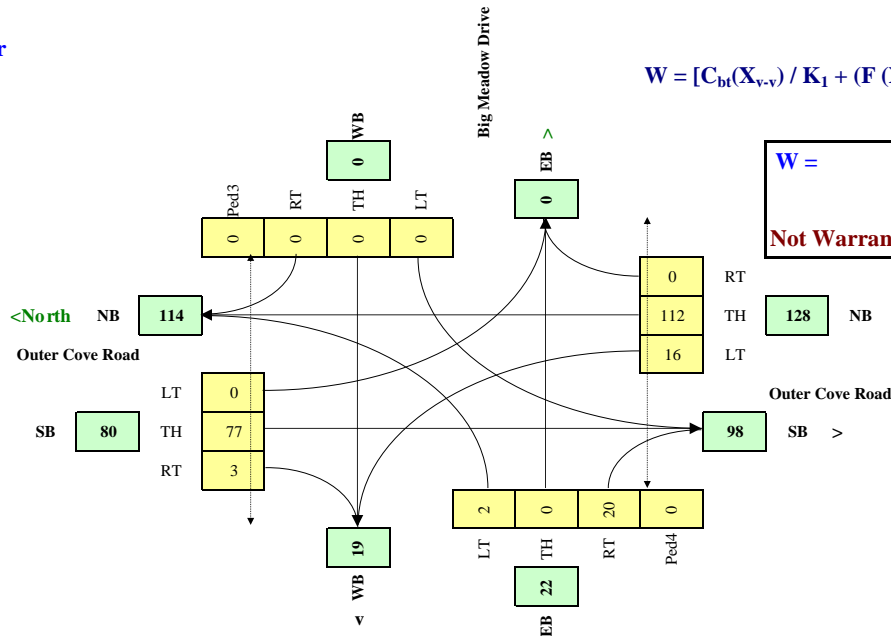 r
Big Meadow Drive
W = [C_bt(X_v-v) / K_1 + (F (
WB
0
EB >
0
W =
Not Warran
Ped3 RT TH LT
0 0 0 0
0 RT
<North NB 114
112 TH 128 NB
16 LT
Outer Cove Road
Outer Cove Road
LT 0
SB 80 TH 77
98 SB >
RT 3
2 0 20 0
LT TH RT Ped4
19
WB
v
22
EB